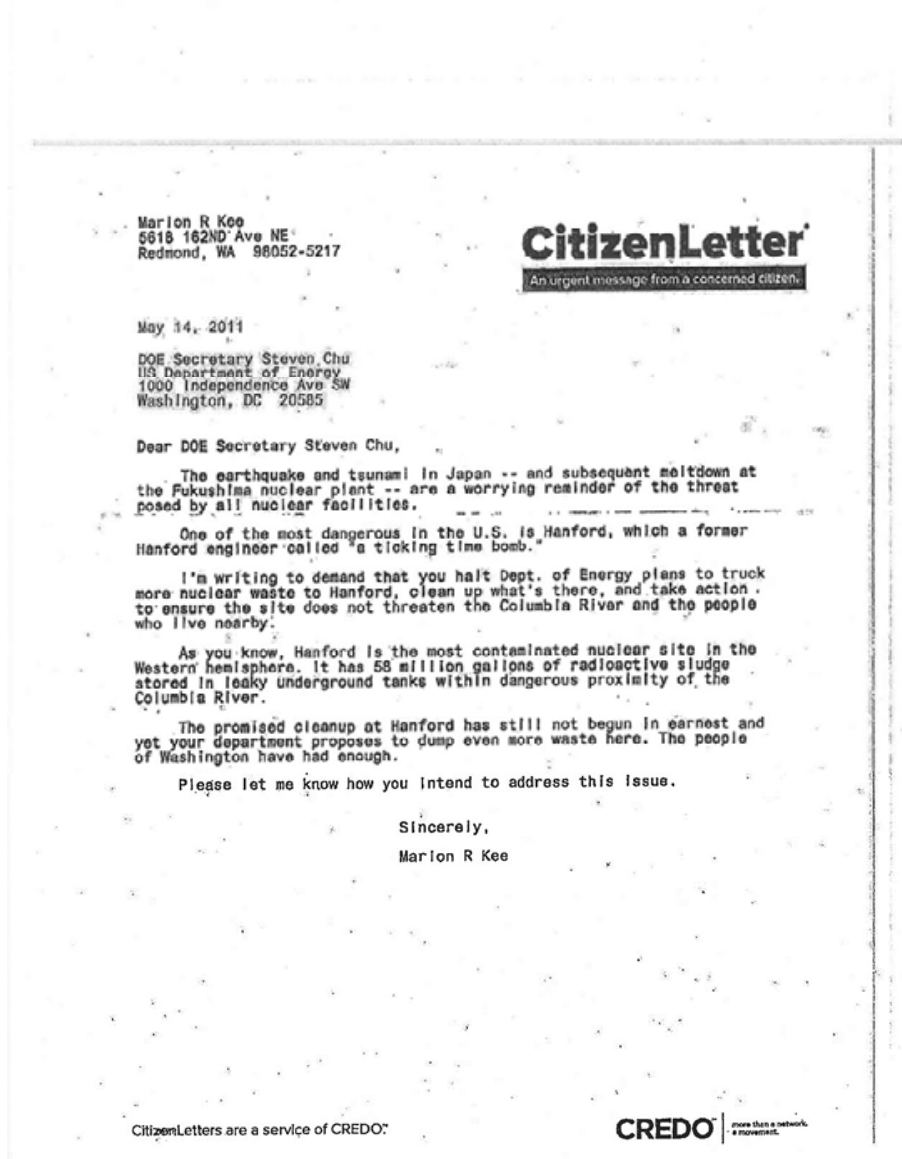 Marion R Kee
5618 162ND Ave NE
Redmond, WA 98052-5217
CitizenLetter
An urgent message from a concerned citizen.
May 14, 2011
DOE Secretary Steven Chu
US Department of Energy
1000 Independence Ave SW
Washington, DC 20585
Dear DOE Secretary Steven Chu,
The earthquake and tsunami in Japan -- and subsequent meltdown at
the Fukushima nuclear plant -- are a worrying reminder of the threat
posed by all nuclear facilities.
One of the most dangerous in the U.S. is Hanford, which a former
Hanford engineer called "a ticking time bomb."
I'm writing to demand that you halt Dept. of Energy plans to truck
more nuclear waste to Hanford, clean up what's there, and take action
to ensure the site does not threaten the Columbia River and the people
who live nearby.
As you know, Hanford is the most contaminated nuclear site in the
Western hemisphere. It has 58 million gallons of radioactive sludge
stored in leaky underground tanks within dangerous proximity of the
Columbia River.
The promised cleanup at Hanford has still not begun in earnest and
yet your department proposes to dump even more waste here. The people
of Washington have had enough.
Please let me know how you intend to address this issue.
Sincerely,
Marion R Kee
CitizenLetters are a service of CREDO.™
CREDO™
more than a network.
a movement.